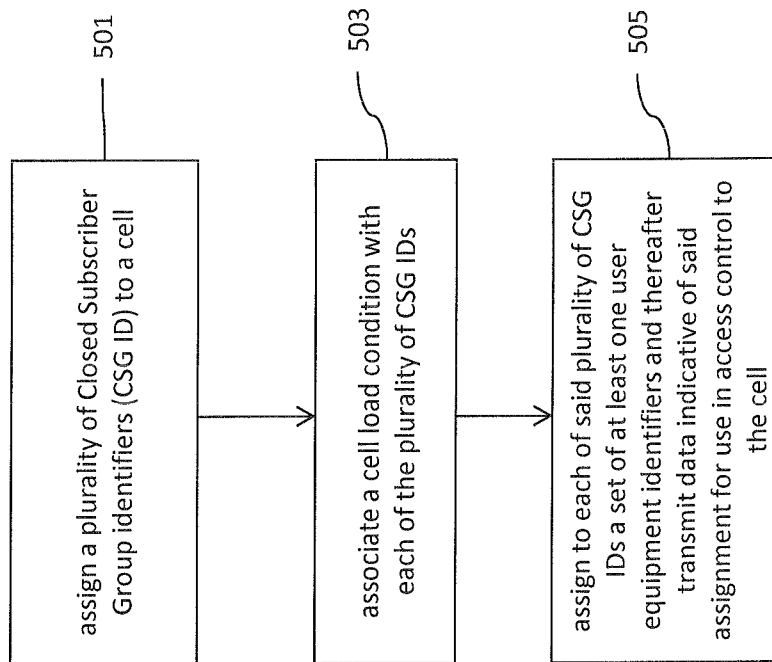 501
assign a plurality of Closed Subscriber
Group identifiers (CSG ID) to a cell
503
associate a cell load condition with
each of the plurality of CSG IDs
505
assign to each of said plurality of CSG
IDs a set of at least one user
equipment identifiers and thereafter
transmit data indicative of said
assignment for use in access control to
the cell